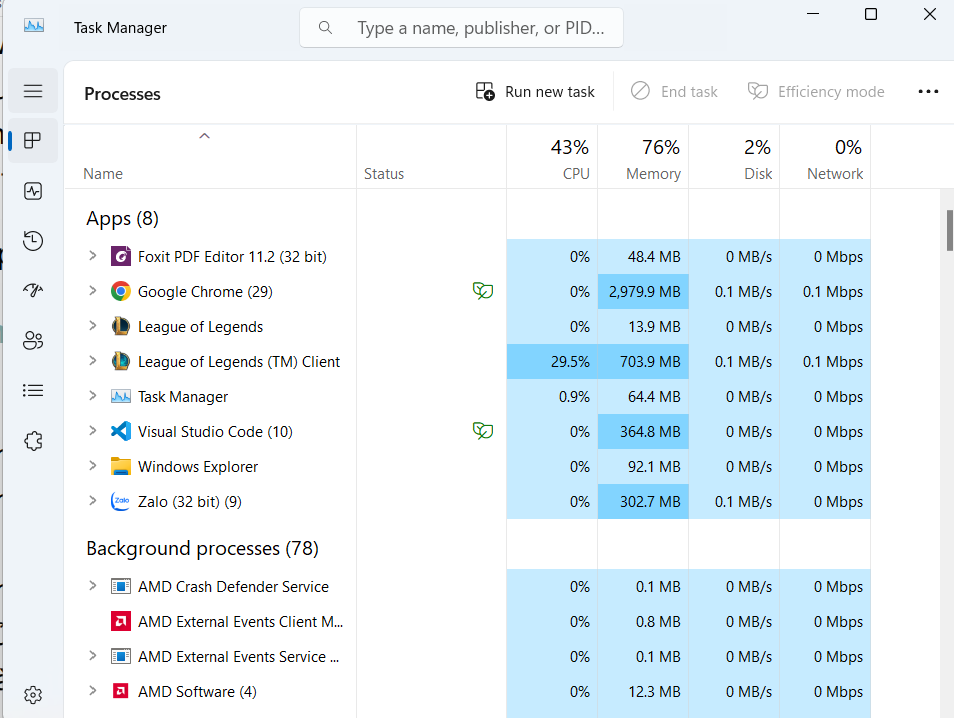 Task Manager
Type a name, publisher, or PID...
Processes
Run new task
End task
Efficiency mode
43% 76% 2% 0%
Name Status CPU Memory Disk Network
Apps (8)
Foxit PDF Editor 11.2 (32 bit) 0% 48.4 MB 0 MB/s 0 Mbps
Google Chrome (29) 0% 2,979.9 MB 0.1 MB/s 0.1 Mbps
League of Legends 0% 13.9 MB 0 MB/s 0 Mbps
League of Legends (TM) Client 29.5% 703.9 MB 0.1 MB/s 0.1 Mbps
Task Manager 0.9% 64.4 MB 0 MB/s 0 Mbps
Visual Studio Code (10) 0% 364.8 MB 0 MB/s 0 Mbps
Windows Explorer 0% 92.1 MB 0 MB/s 0 Mbps
Zalo (32 bit) (9) 0% 302.7 MB 0.1 MB/s 0 Mbps
Background processes (78)
AMD Crash Defender Service 0% 0.1 MB 0 MB/s 0 Mbps
AMD External Events Client M... 0% 0.8 MB 0 MB/s 0 Mbps
AMD External Events Service ... 0% 0.1 MB 0 MB/s 0 Mbps
AMD Software (4) 0% 12.3 MB 0 MB/s 0 Mbps